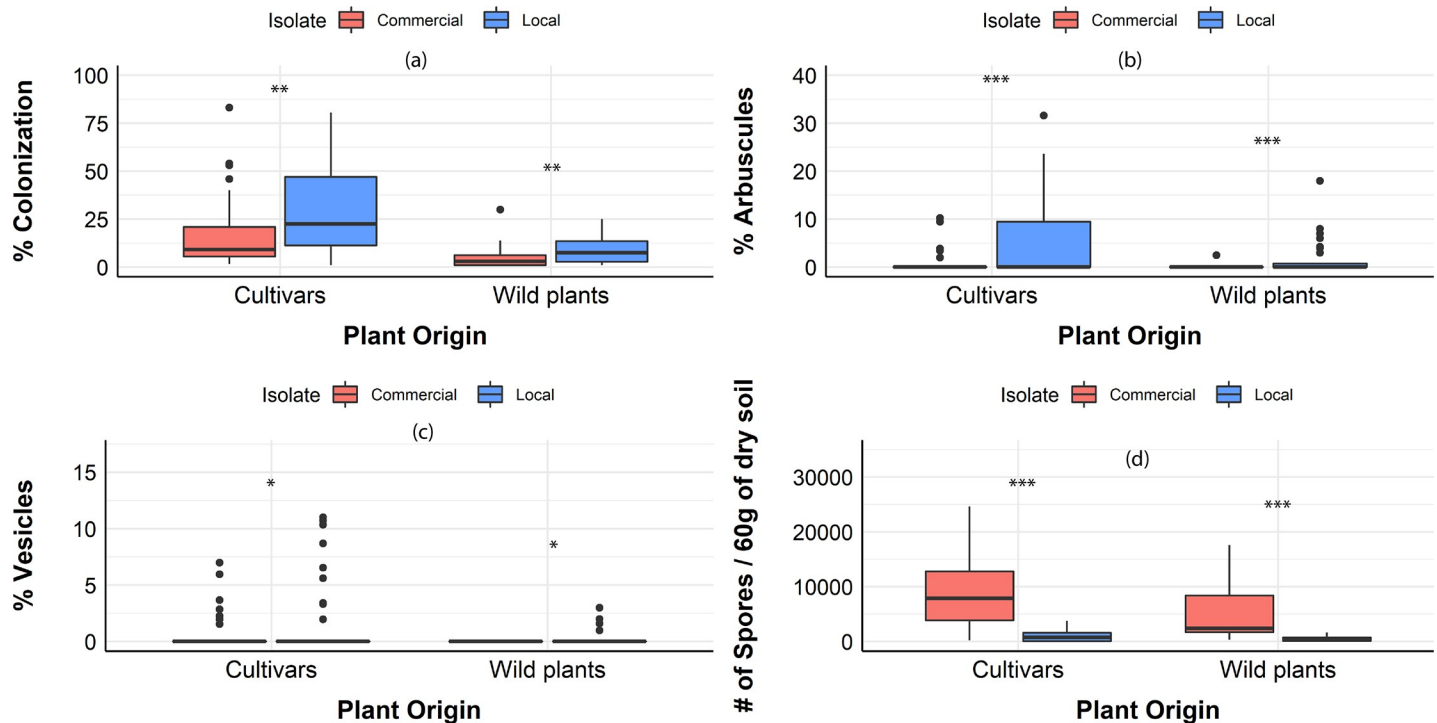 Isolate Commercial Local
(a)
% Colonization
100
75
50
25
0
**
**
Cultivars Wild plants
Plant Origin
Isolate Commercial Local
(b)
% Arbuscules
40
30
20
10
0
***
***
Cultivars Wild plants
Plant Origin
Isolate Commercial Local
(c)
% Vesicles
15
10
5
0
*
*
Cultivars Wild plants
Plant Origin
Isolate Commercial Local
(d)
# of Spores / 60g of dry soil
30000
20000
10000
0
***
***
Cultivars Wild plants
Plant Origin